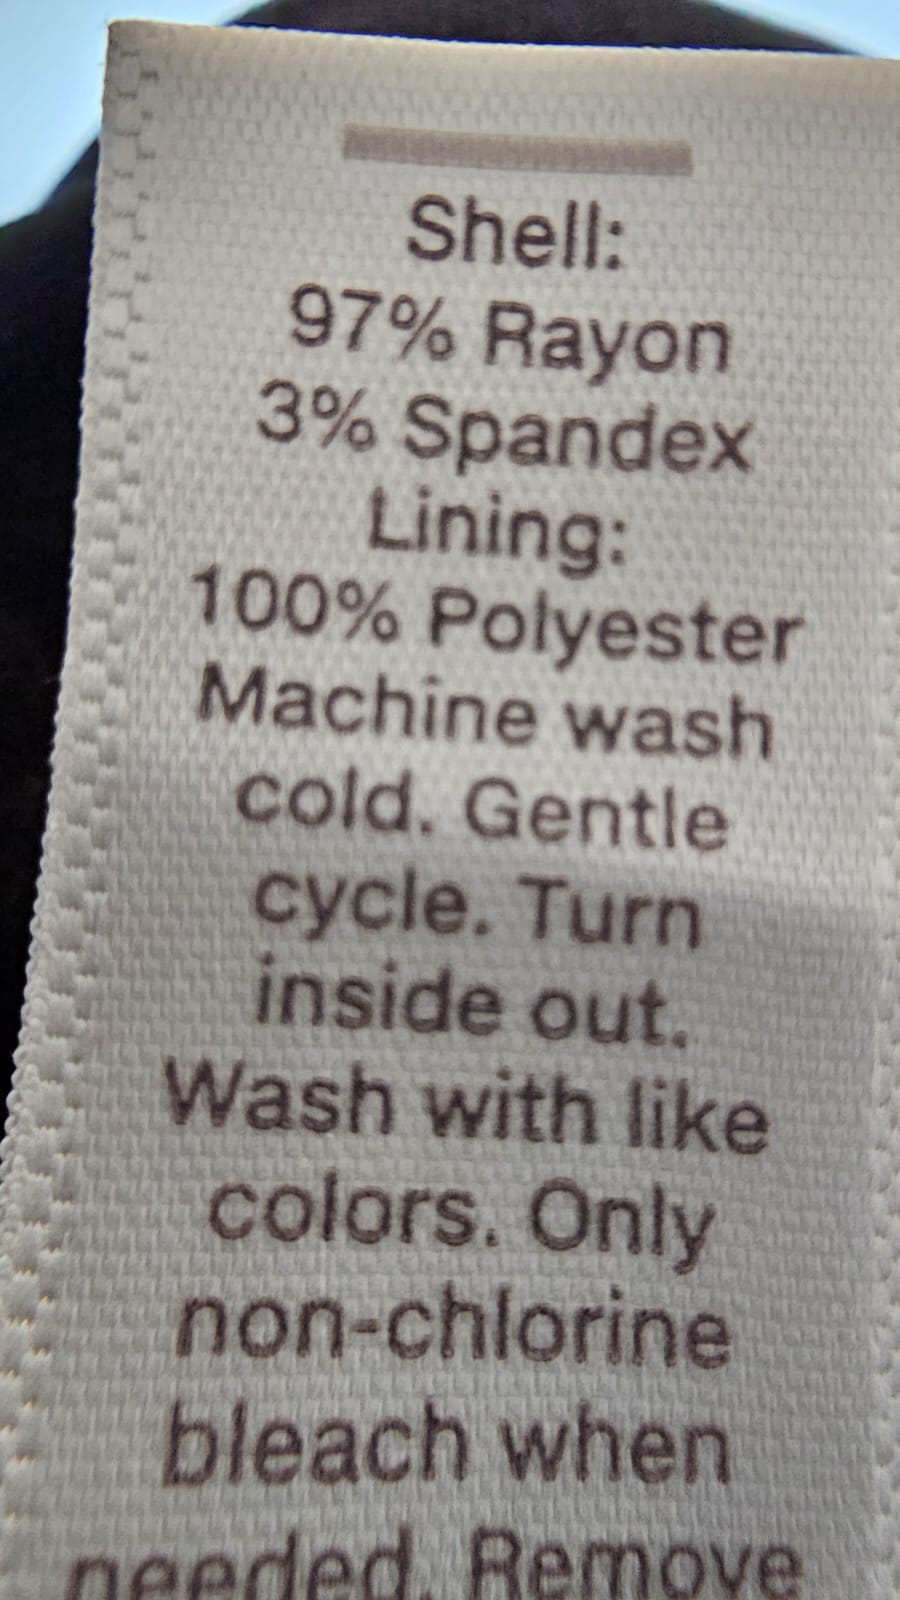 Shell:
97% Rayon
3% Spandex
Lining:
100% Polyester
Machine wash
cold. Gentle
cycle. Turn
inside out.
Wash with like
colors. Only
non-chlorine
bleach when
needed. Remove